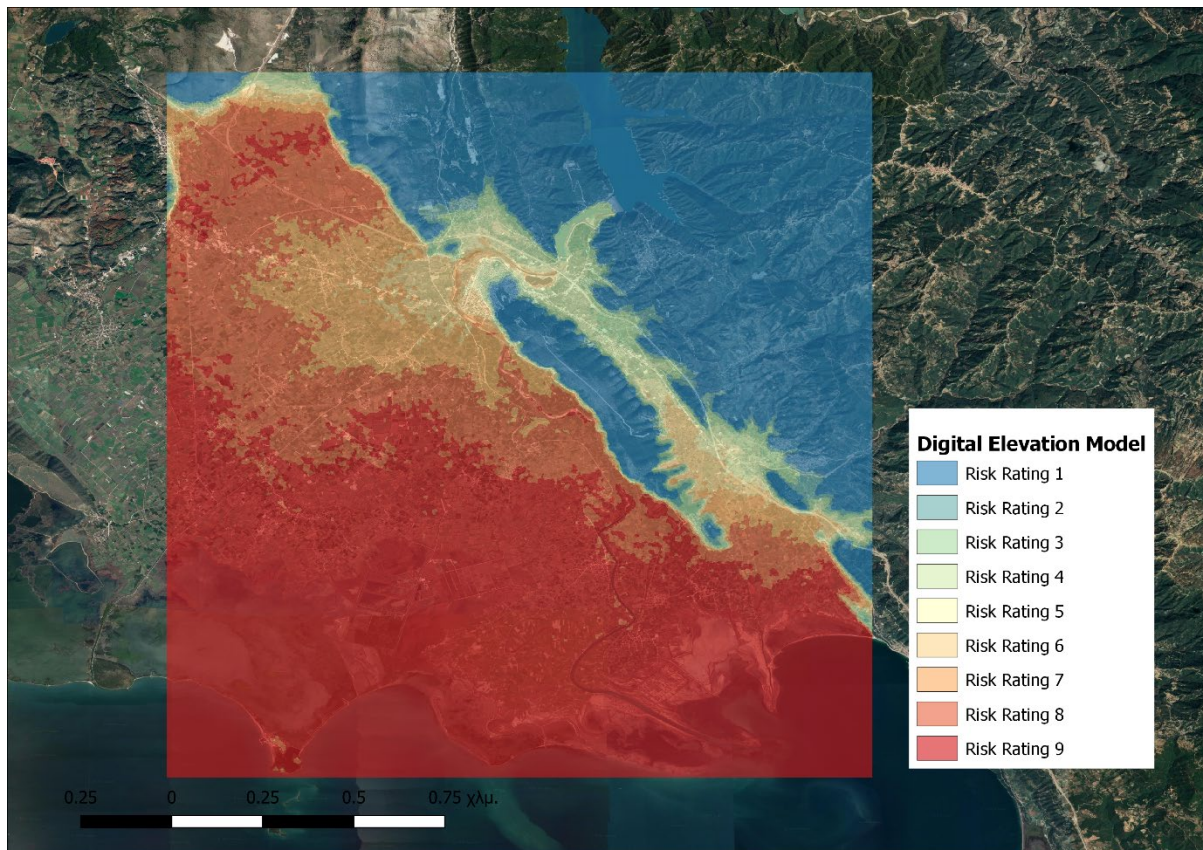 Digital Elevation Model
Risk Rating 1
Risk Rating 2
Risk Rating 3
Risk Rating 4
Risk Rating 5
Risk Rating 6
Risk Rating 7
Risk Rating 8
Risk Rating 9
0.25 0 0.25 0.5 0.75 χλμ.